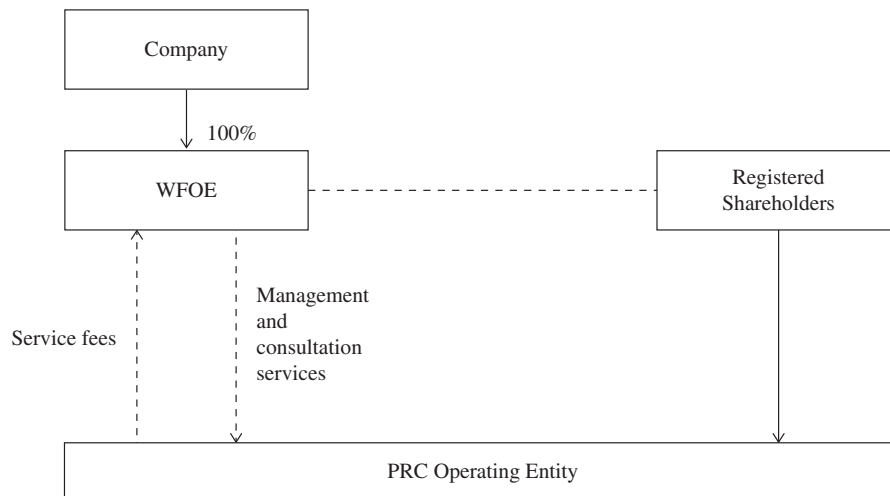 Company
100%
WFOE
Registered
Shareholders
Management
and
consultation
services
Service fees
PRC Operating Entity